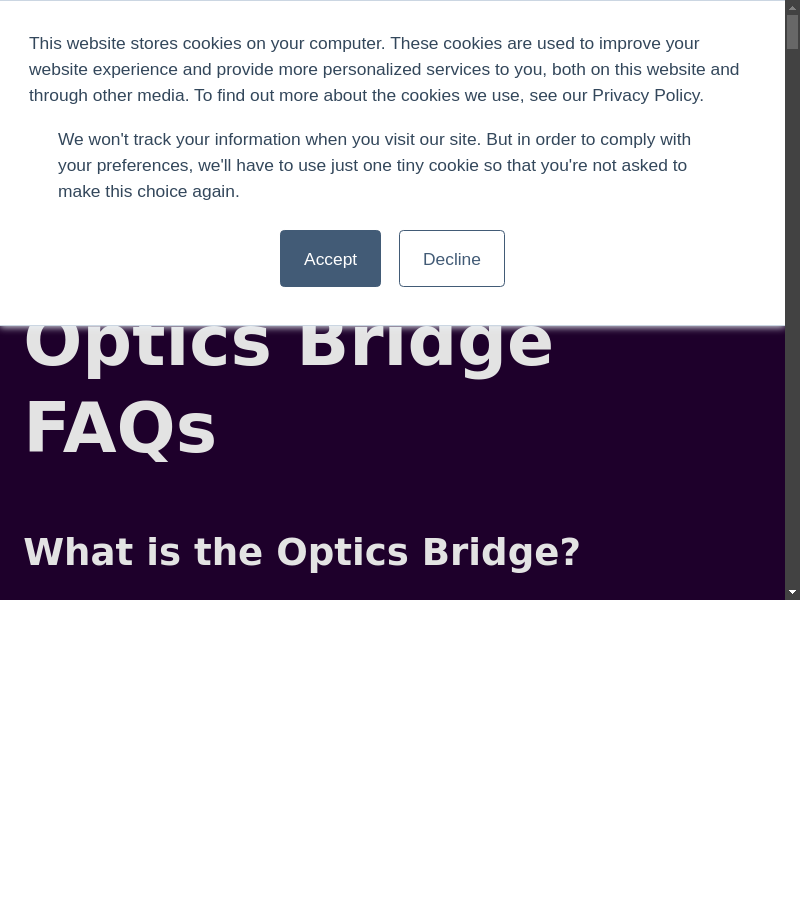 This website stores cookies on your computer. These cookies are used to improve your
website experience and provide more personalized services to you, both on this website and
through other media. To find out more about the cookies we use, see our Privacy Policy.
We won't track your information when you visit our site. But in order to comply with
your preferences, we'll have to use just one tiny cookie so that you're not asked to
make this choice again.
Accept
Decline
Optics Bridge
FAQs
What is the Optics Bridge?